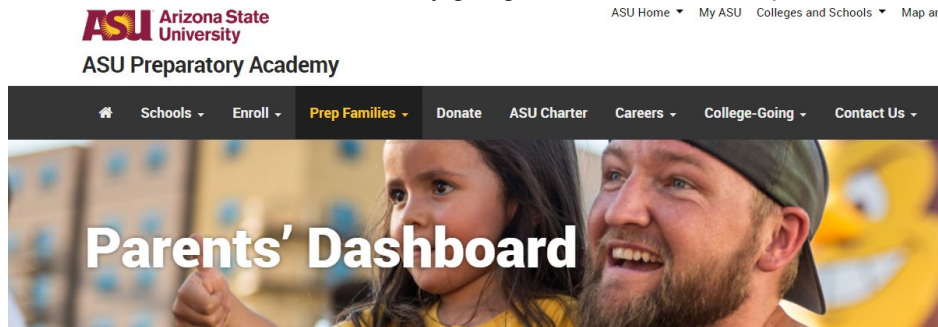 ASU Arizona State
University
ASU Home My ASU Colleges and Schools
ASU Preparatory Academy
Schools Enroll Prep Families Donate ASU Charter Careers College-Going Contact Us
Parents' Dashboard